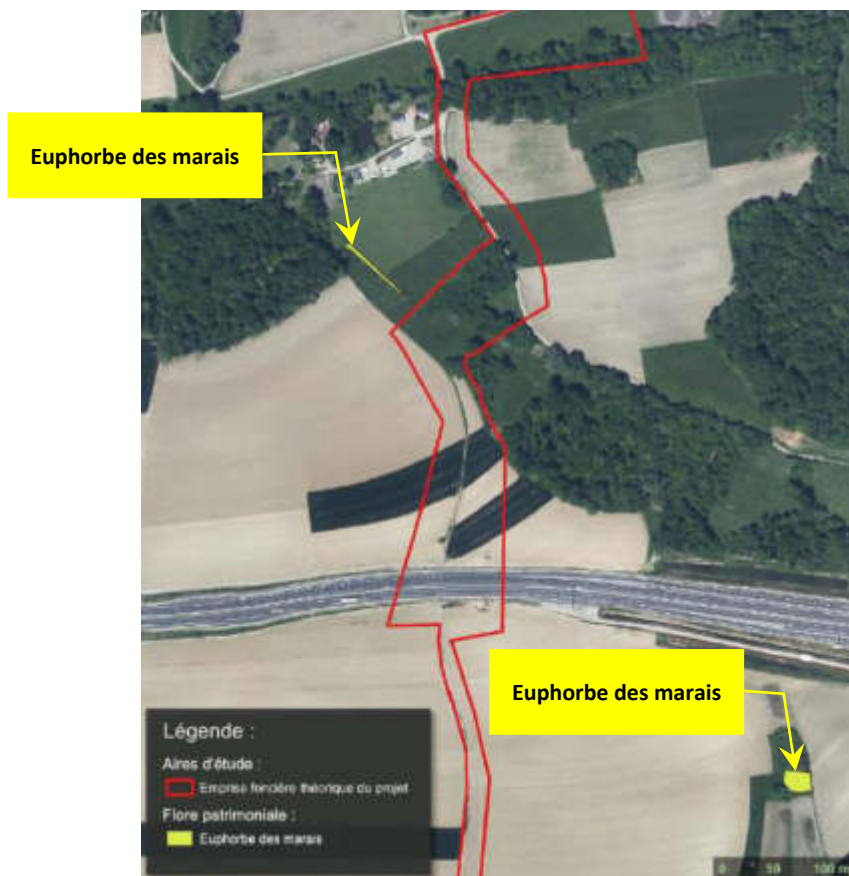 Euphorbe des marais
Euphorbe des marais
Légende :
Aires d'étude :
Emprise foncière théorique du projet
Flore patrimoniale :
Euphorbe des marais
0 50 100 m